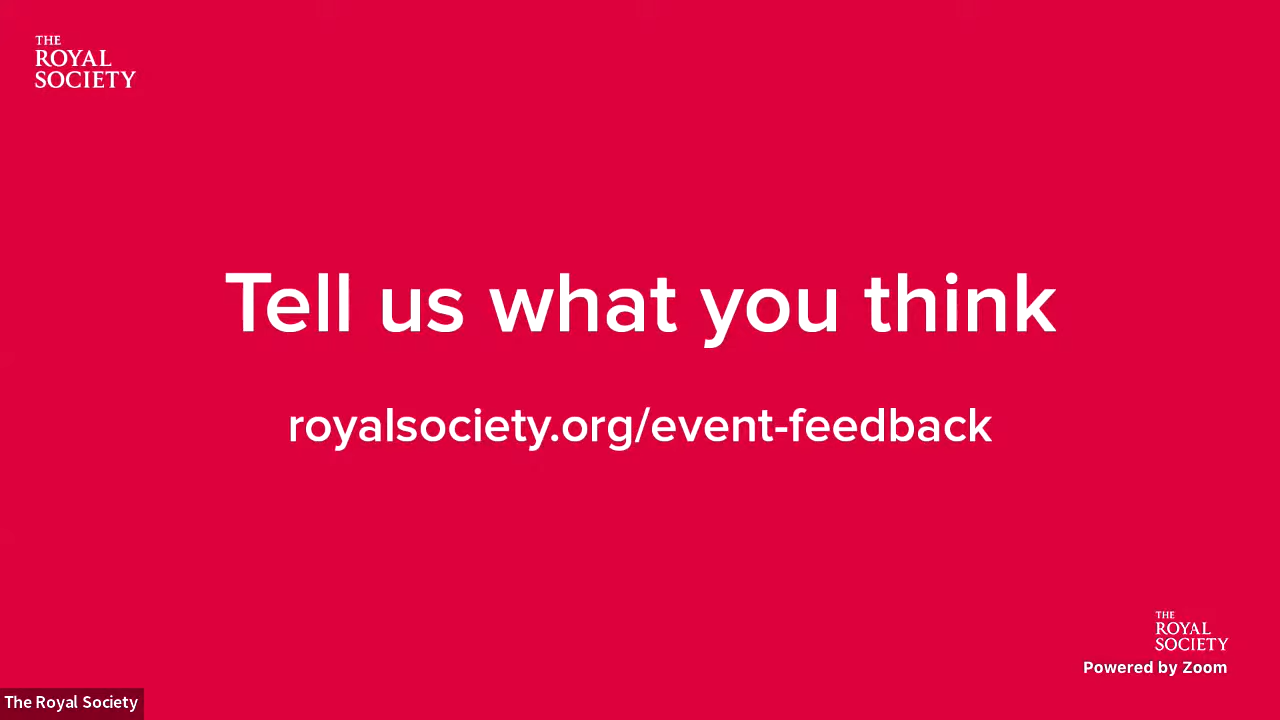 THE
ROYAL
SOCIETY
Tell us what you think
royalsociety.org/event-feedback
THE
ROYAL
SOCIETY
Powered by Zoom
The Royal Society